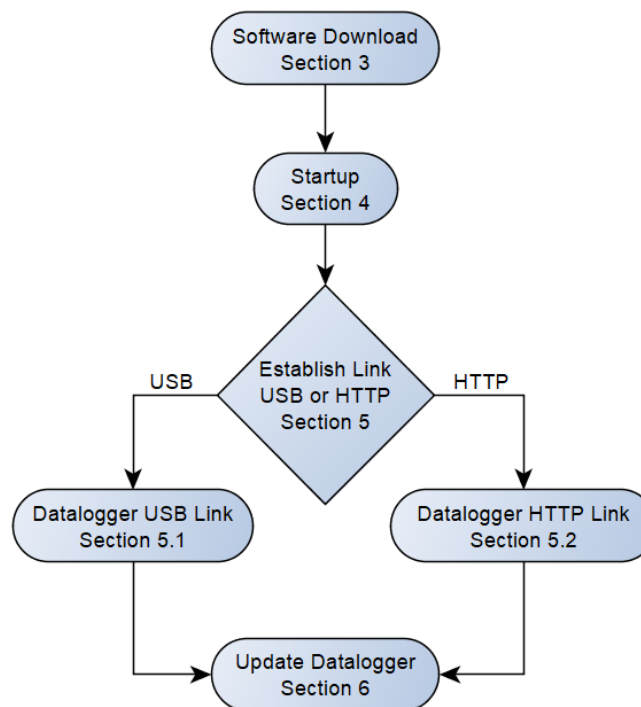 Software Download
Section 3
Startup
Section 4
Establish Link
USB or HTTP
Section 5
USB
HTTP
Datalogger USB Link
Section 5.1
Datalogger HTTP Link
Section 5.2
Update Datalogger
Section 6